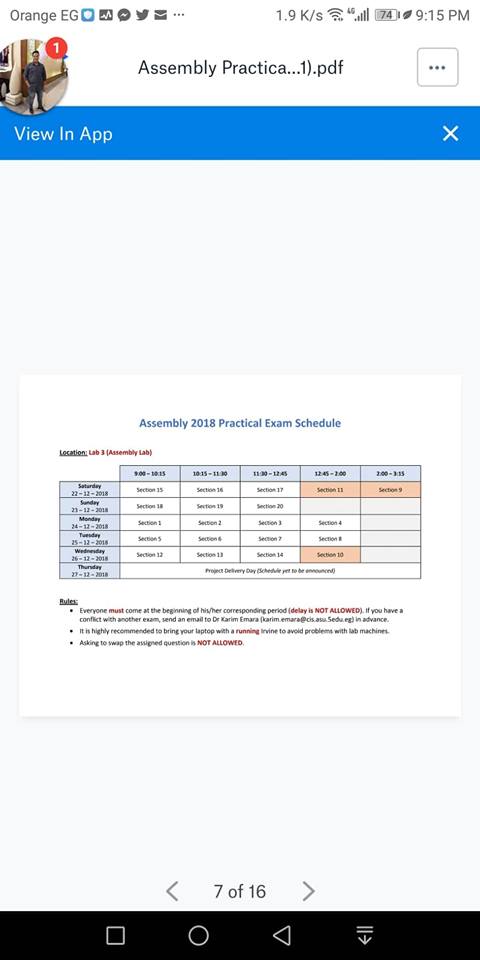 Orange EG ... 1.9 K/s 4G 74 9:15 PM
1
Assembly Practica...1).pdf
View In App
Assembly 2018 Practical Exam Schedule
Location: Lab 3 (Assembly Lab)
9:00 – 10:15 10:15 – 11:30 11:30 – 12:45 12:45 – 2:00 2:00 – 3:15
Saturday
22 – 12 – 2018 Section 15 Section 16 Section 17 Section 11 Section 9
Sunday
23 – 12 – 2018 Section 18 Section 19 Section 20
Monday
24 – 12 – 2018 Section 1 Section 2 Section 3 Section 4
Tuesday
25 – 12 – 2018 Section 5 Section 6 Section 7 Section 8
Wednesday
26 – 12 – 2018 Section 12 Section 13 Section 14 Section 10
Thursday
27 – 12 – 2018 Project Delivery Day (Schedule yet to be announced)
Rules:
• Everyone must come at the beginning of his/her corresponding period (delay is NOT ALLOWED). If you have a
conflict with another exam, send an email to Dr Karim Emara (karim.emara@cis.asu.5edu.eg) in advance.
• It is highly recommended to bring your laptop with a running Irvine to avoid problems with lab machines.
• Asking to swap the assigned question is NOT ALLOWED.
7 of 16